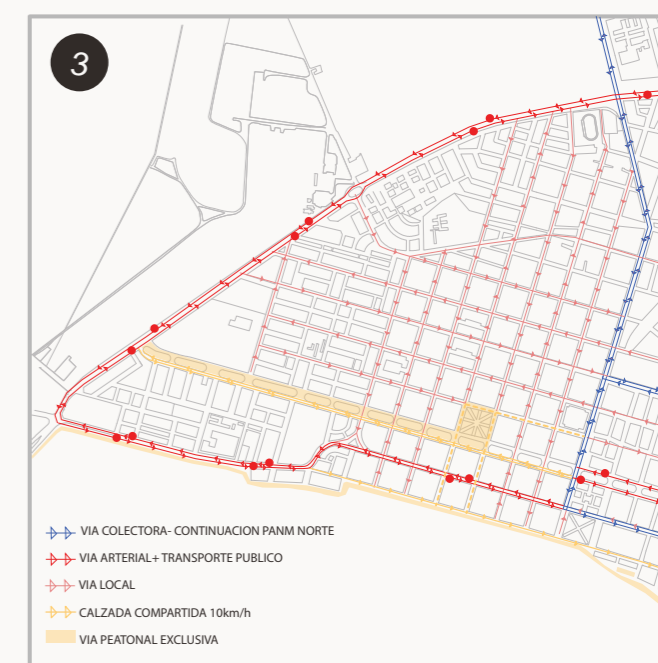 3
VIA COLECTORA- CONTINUACION PANM NORTE
VIA ARTERIAL+ TRANSPORTE PUBLICO
VIA LOCAL
CALZADA COMPARTIDA 10km/h
VIA PEATONAL EXCLUSIVA